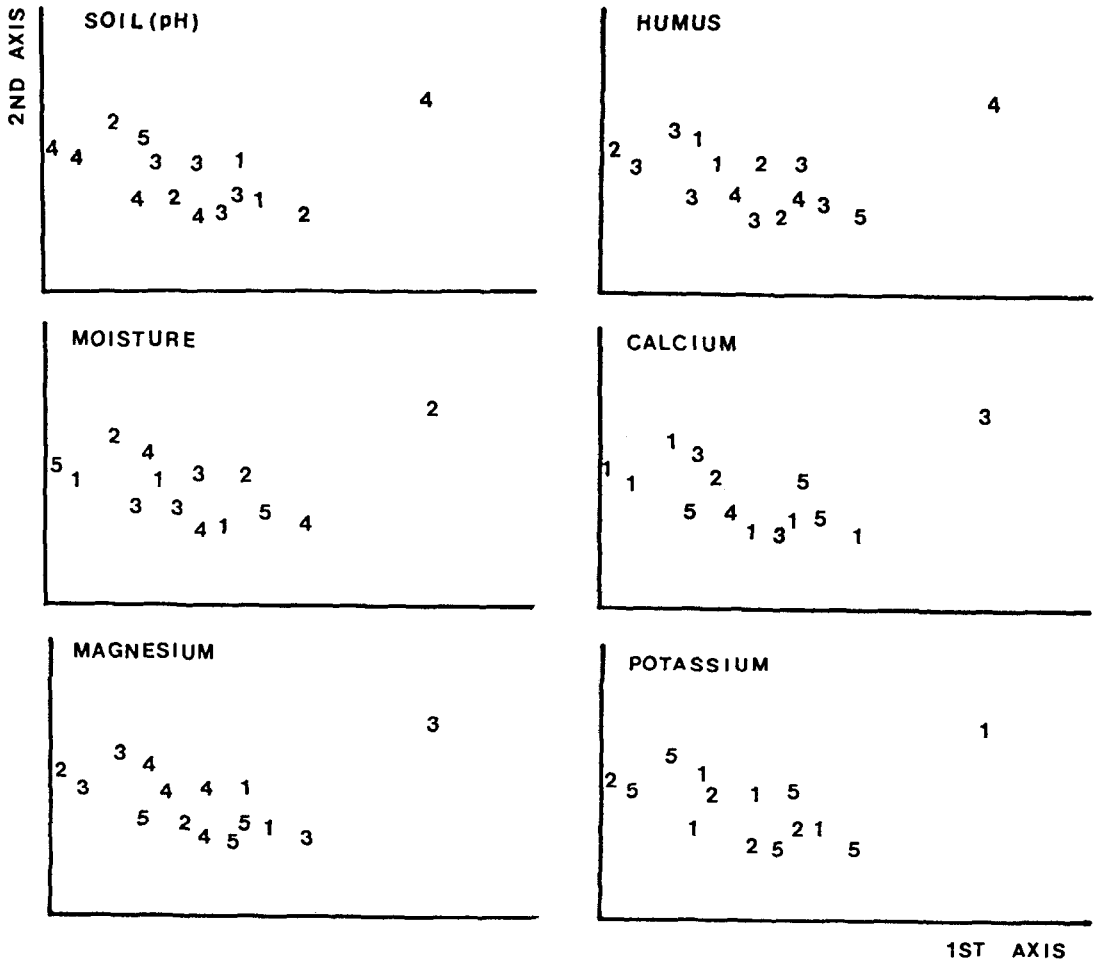 2ND AXIS
SOIL (pH)
4
2
5
4 4
3 3 1
4 2 3 1
4 3 2
HUMUS
4
3 1
2
3 1 2 3
3 4 4 3
3 2 5
MOISTURE
2
2
4
5
1 1 3 2
3 3 5
4 1 4
CALCIUM
3
1
3
1
1 2 5
5 4 1 5
1 3 1
MAGNESIUM
3
3
4
2
3 4 4 1
5 2 5 1
4 5 3
POTASSIUM
1
5
1
2
5 2 1 5
1 2 1
2 5 5
1ST AXIS